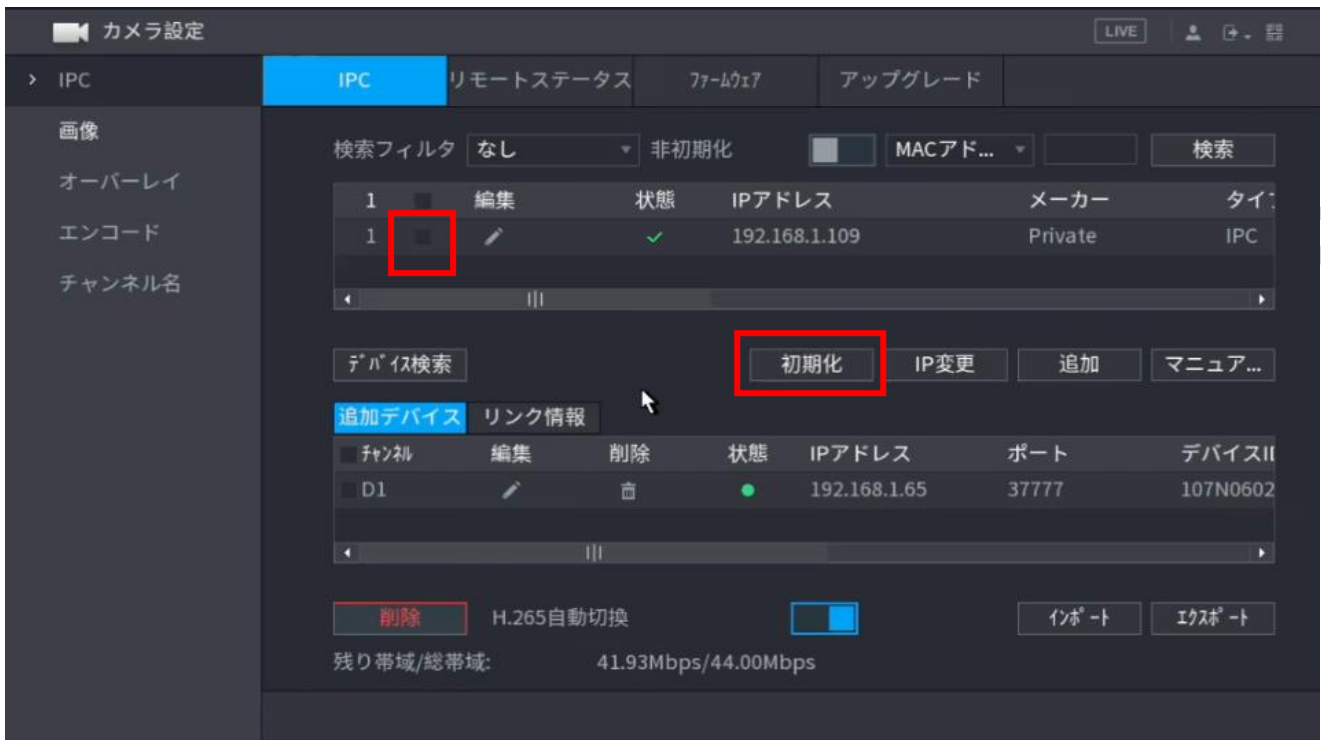 カメラ設定 LIVE
> IPC
画像
オーバーレイ
エンコード
チャンネル名
IPC リモートステータス ﾌｧｰﾑｳｪｱ アップグレード
検索フィルタ なし 非初期化 MACアド... 検索
1 編集 状態 IPアドレス メーカー タイ
1 192.168.1.109 Private IPC
ﾃﾞﾊﾞｲｽ検索 初期化 IP変更 追加 マニュア...
追加デバイス リンク情報
ﾁｬﾝﾈﾙ 編集 削除 状態 IPアドレス ポート デバイスI
D1 192.168.1.65 37777 107N0602
削除 H.265自動切換 ｲﾝﾎﾟｰﾄ ｴｸｽﾎﾟｰﾄ
残り帯域/総帯域: 41.93Mbps/44.00Mbps